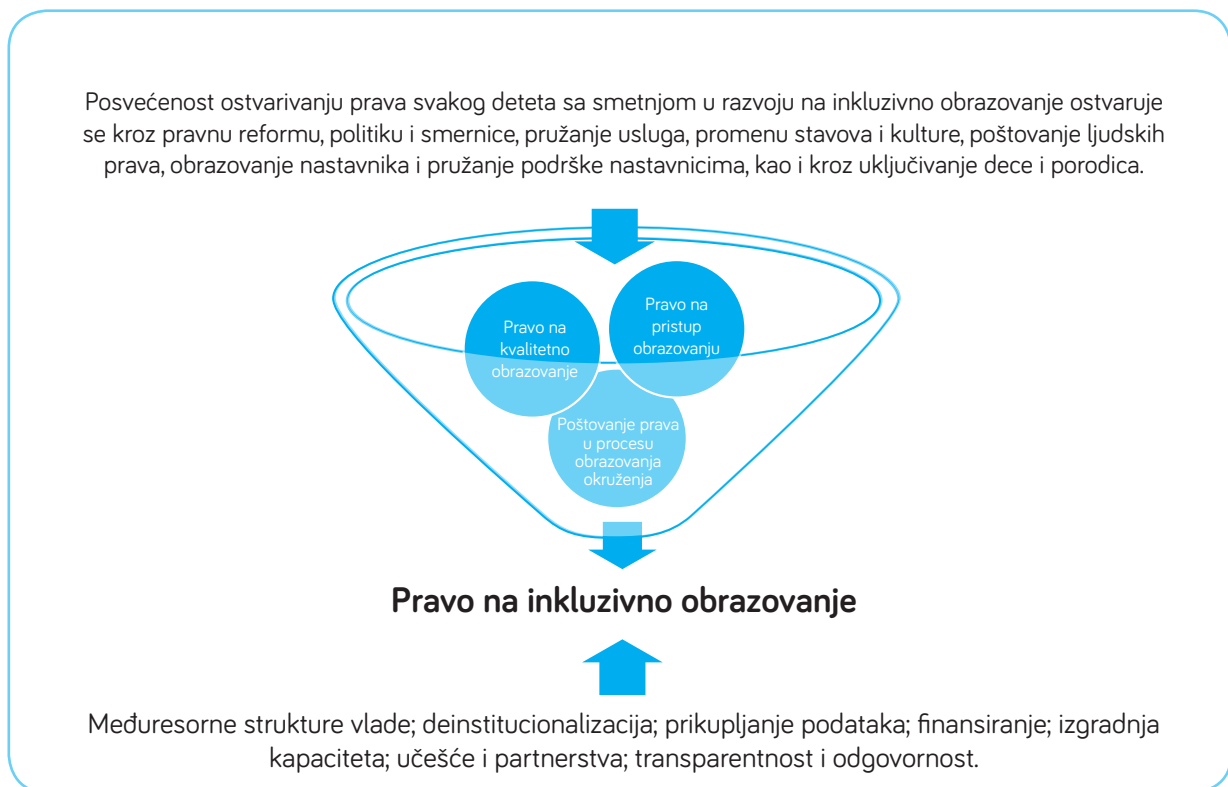 Posvećenost ostvarivanju prava svakog deteta sa smetnjom u razvoju na inkluzivno obrazovanje ostvaruje
se kroz pravnu reformu, politiku i smernice, pružanje usluga, promenu stavova i kulture, poštovanje ljudskih
prava, obrazovanje nastavnika i pružanje podrške nastavnicima, kao i kroz uključivanje dece i porodica.
Pravo na
kvalitetno
obrazovanje
Pravo na
pristup
obrazovanju
Poštovanje prava
u procesu
obrazovanja
okruženja
Pravo na inkluzivno obrazovanje
Međuresorne strukture vlade; deinstitucionalizacija; prikupljanje podataka; finansiranje; izgradnja
kapaciteta; učešće i partnerstva; transparentnost i odgovornost.